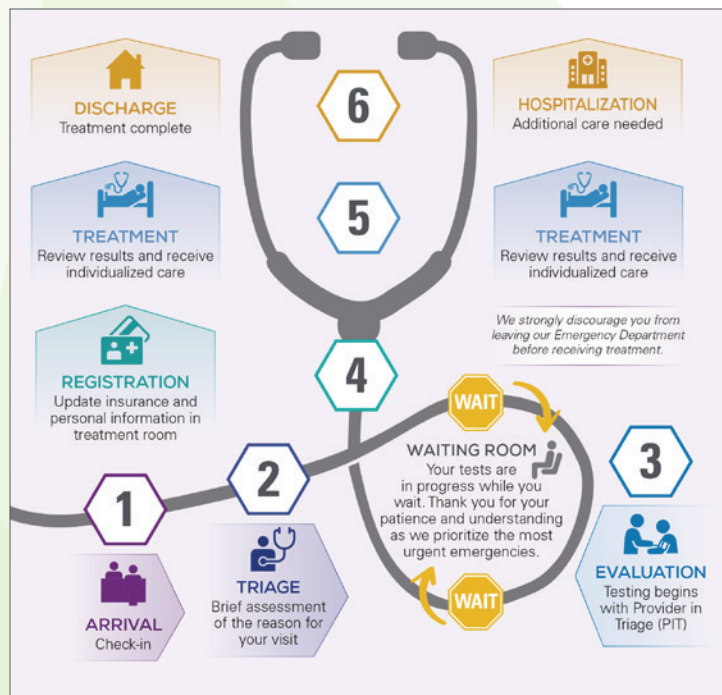 6
DISCHARGE
Treatment complete
HOSPITALIZATION
Additional care needed
5
TREATMENT
Review results and receive
individualized care
TREATMENT
Review results and receive
individualized care
We strongly discourage you from
leaving our Emergency Department
before receiving treatment.
4
REGISTRATION
Update insurance and
personal information in
treatment room
WAIT
WAITING ROOM
Your tests are
in progress while you
wait. Thank you for your
patience and understanding
as we prioritize the most
urgent emergencies.
WAIT
1
ARRIVAL
Check-in
2
TRIAGE
Brief assessment
of the reason for
your visit
3
EVALUATION
Testing begins
with Provider in
Triage (PIT)